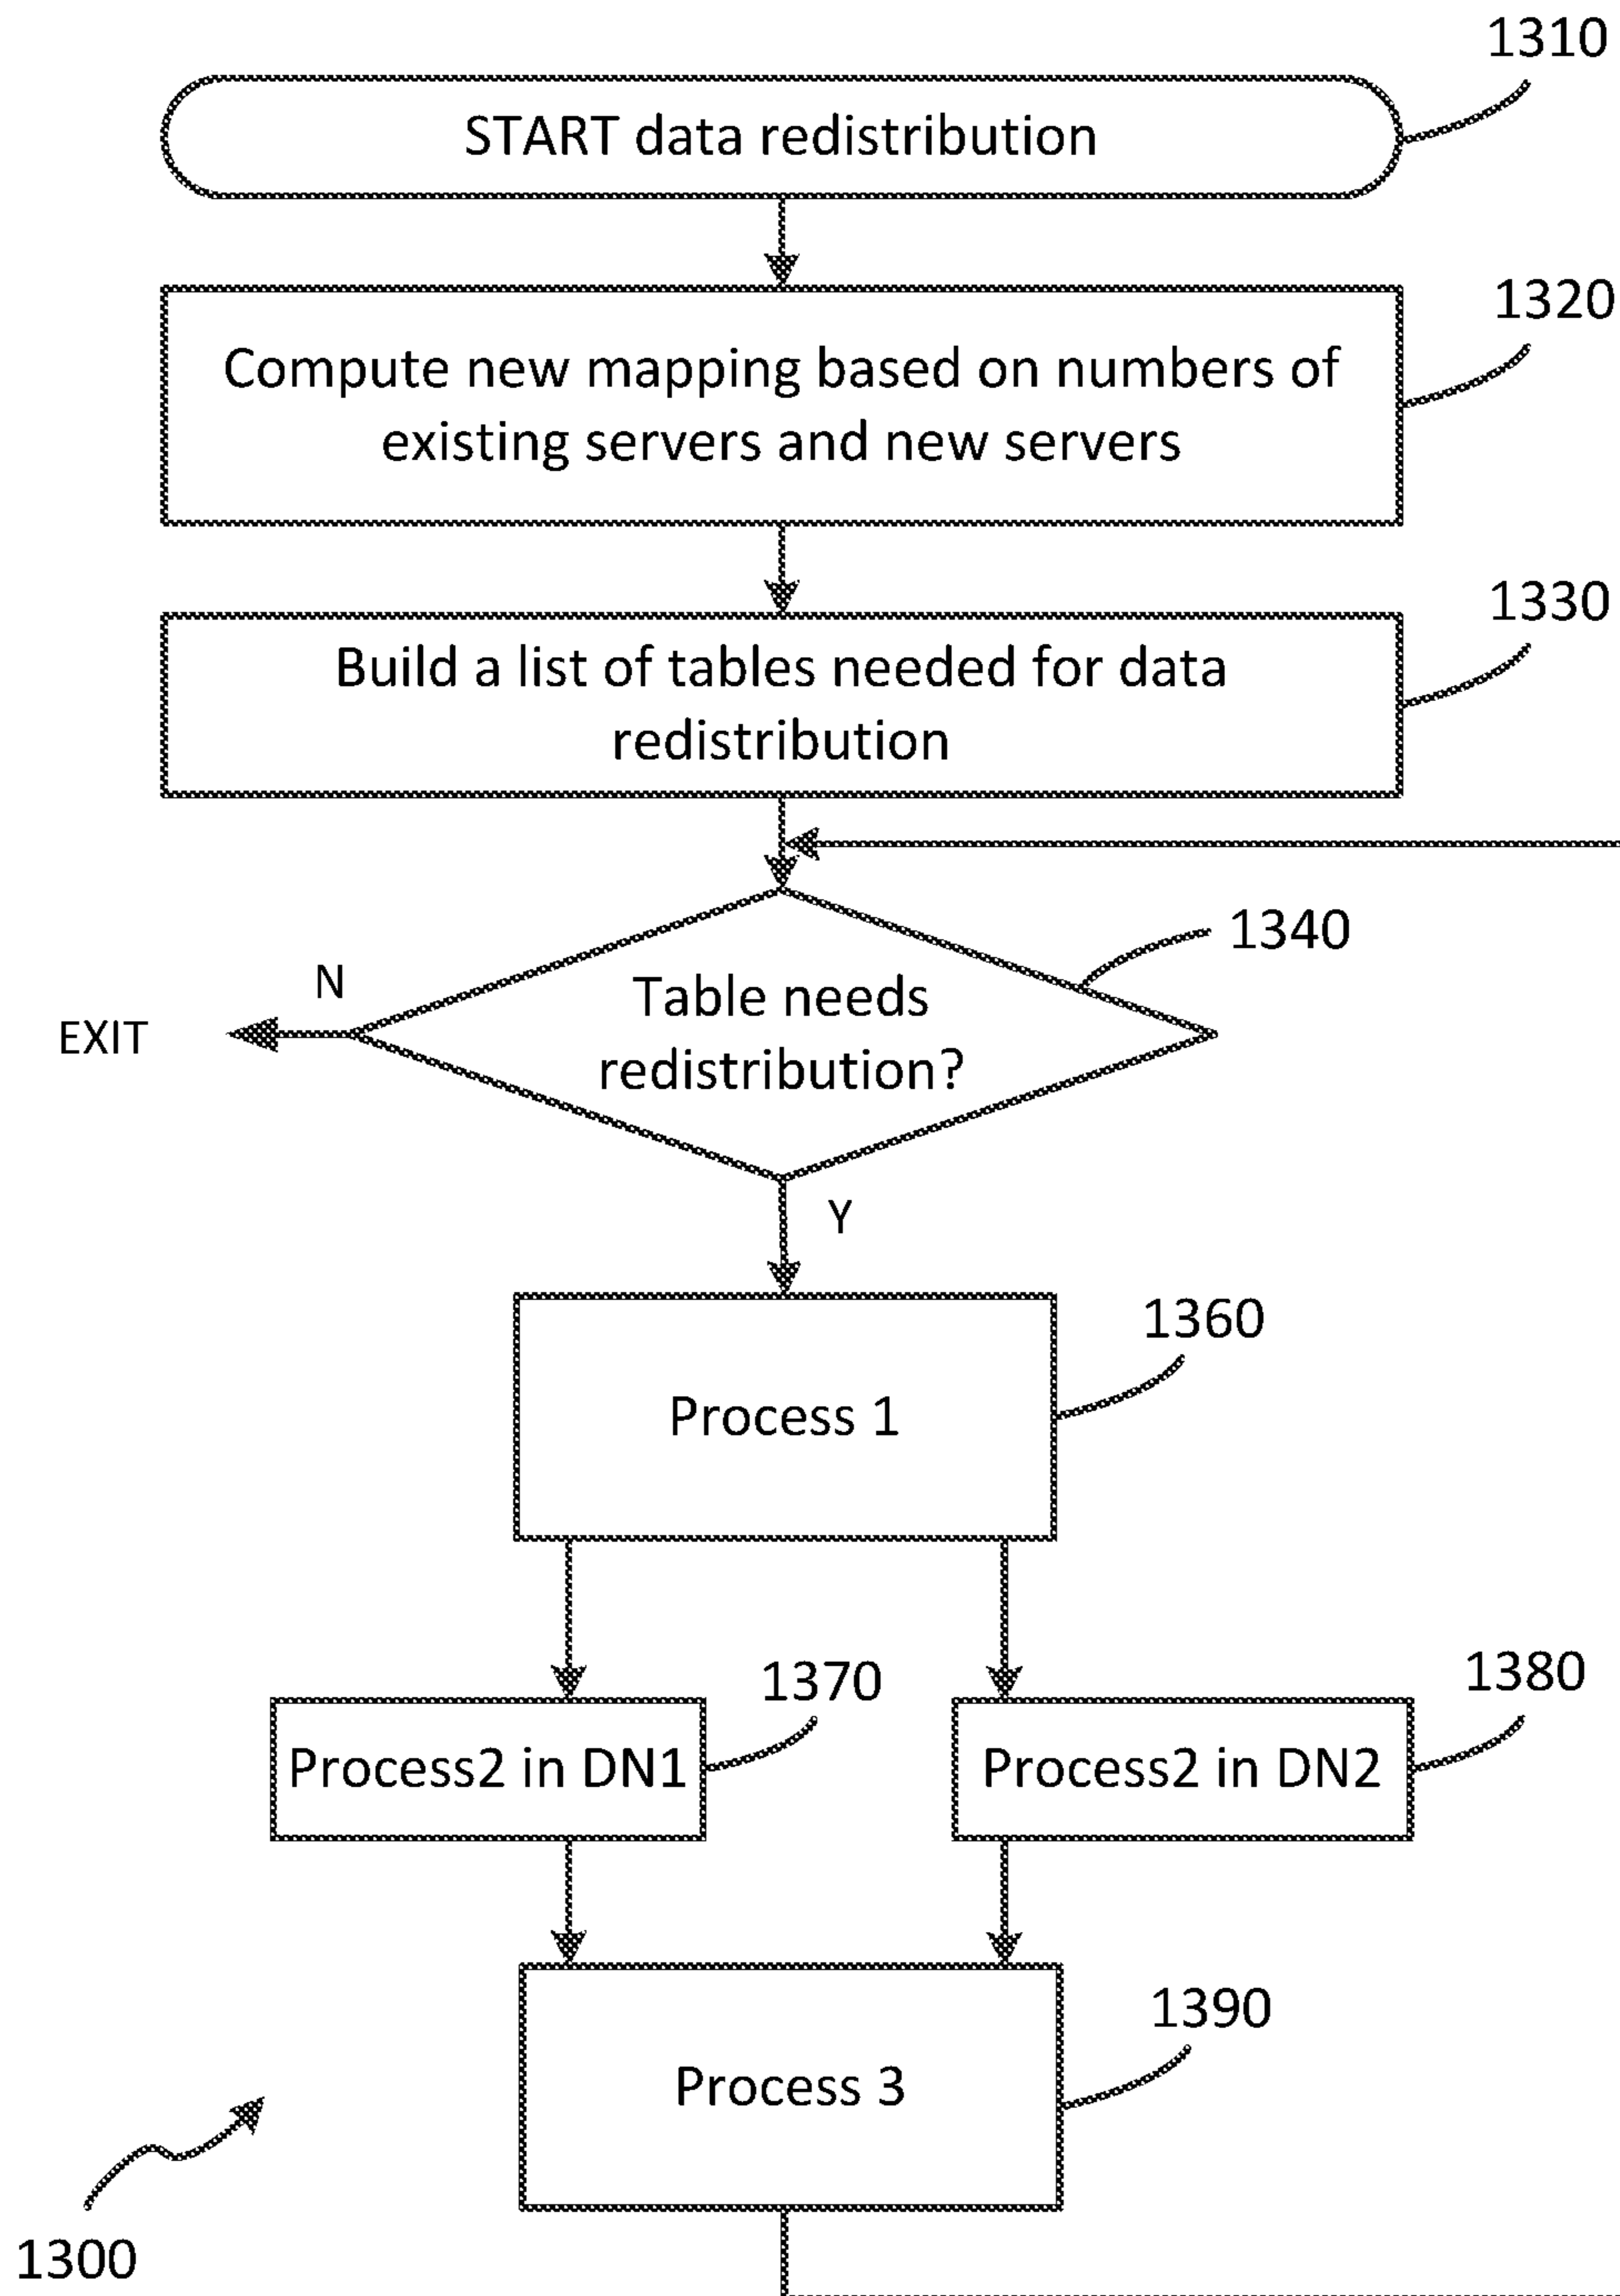 1310
START data redistribution
1320
Compute new mapping based on numbers of
existing servers and new servers
1330
Build a list of tables needed for data
redistribution
1340
N
Table needs
EXIT
redistribution?
Y
1360
Process 1
1370
1380
Process2 in DN1
Process2 in DN2
1390
Process 3
1300